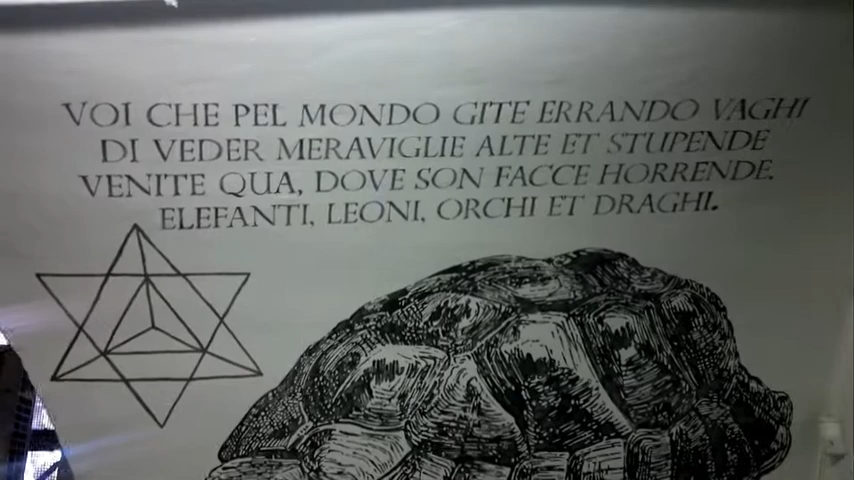 VOI CHE PEL MONDO GITE ERRANDO VAGHI
DI VEDER MERAVIGLIE ALTE ET STUPENDE
VENITE QUA, DOVE SON FACCE HORRENDE.
ELEFANTI, LEONI, ORCHI ET DRAGHI.